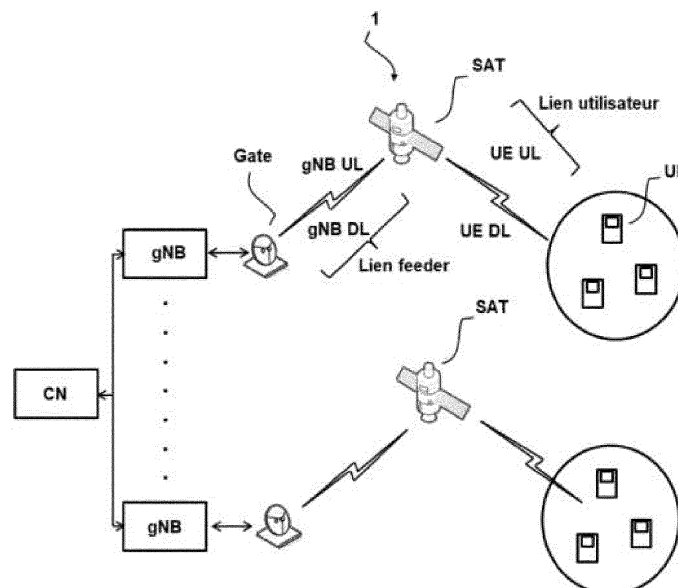 1
SAT
Lien utilisateur
Gate
gNB UL
UE UL
gNB
gNB DL
UE DL
Lien feeder
SAT
CN
gNB